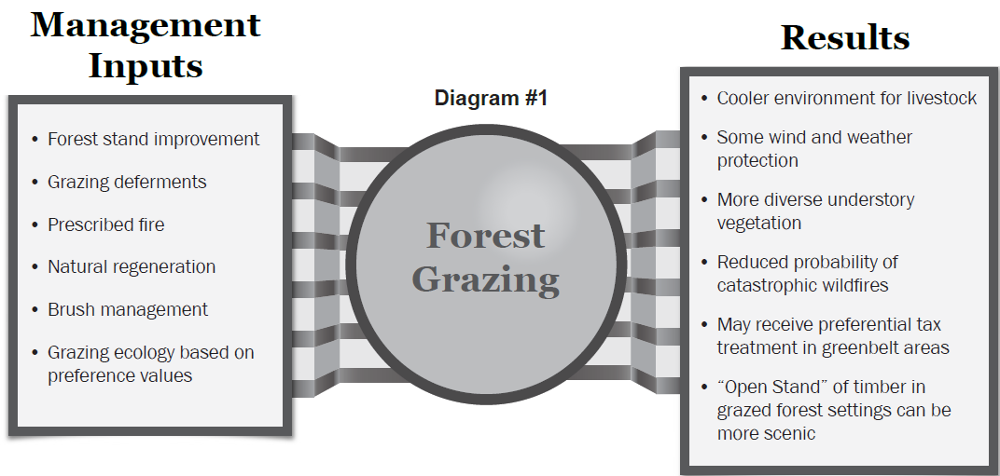 Management
Inputs
• Forest stand improvement
• Grazing deferments
• Prescribed fire
• Natural regeneration
• Brush management
• Grazing ecology based on
preference values
Diagram #1
Forest
Grazing
Results
• Cooler environment for livestock
• Some wind and weather
protection
• More diverse understory
vegetation
• Reduced probability of
catastrophic wildfires
• May receive preferential tax
treatment in greenbelt areas
• “Open Stand” of timber in
grazed forest settings can be
more scenic